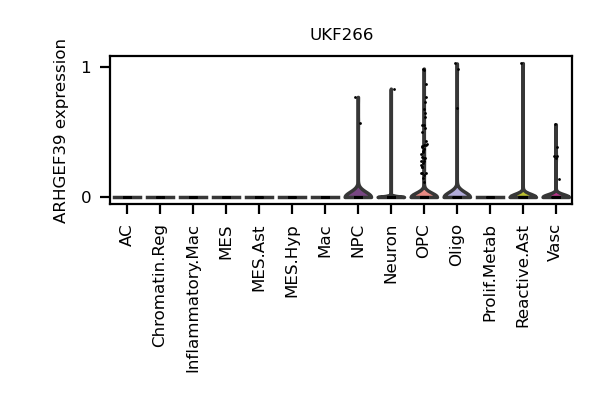 UKF266
ARHGEF39 expression
1
0
AC
Chromatin.Reg
Inflammatory.Mac
MES
MES.Ast
MES.Hyp
Mac
NPC
Neuron
OPC
Oligo
Prolif.Metab
Reactive.Ast
Vasc